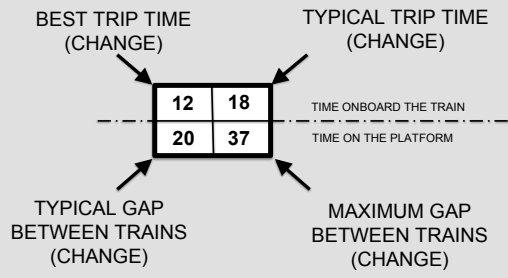 BEST TRIP TIME
(CHANGE)
TYPICAL TRIP TIME
(CHANGE)
12 18
TIME ONBOARD THE TRAIN
20 37
TIME ON THE PLATFORM
TYPICAL GAP
BETWEEN TRAINS
(CHANGE)
MAXIMUM GAP
BETWEEN TRAINS
(CHANGE)